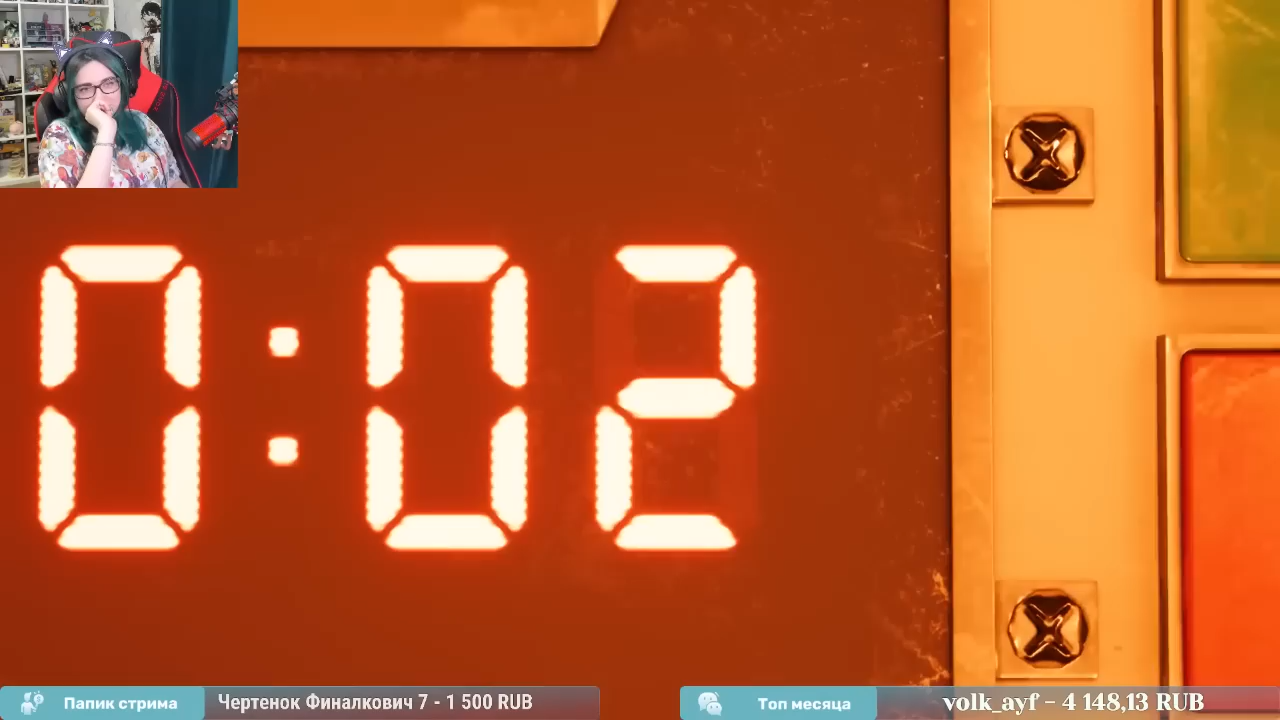 0:02
Папик стрима
Чертенок Финалкович 7 - 1 500 RUB
Топ месяца
volk_ayf - 4 148,13 RUB